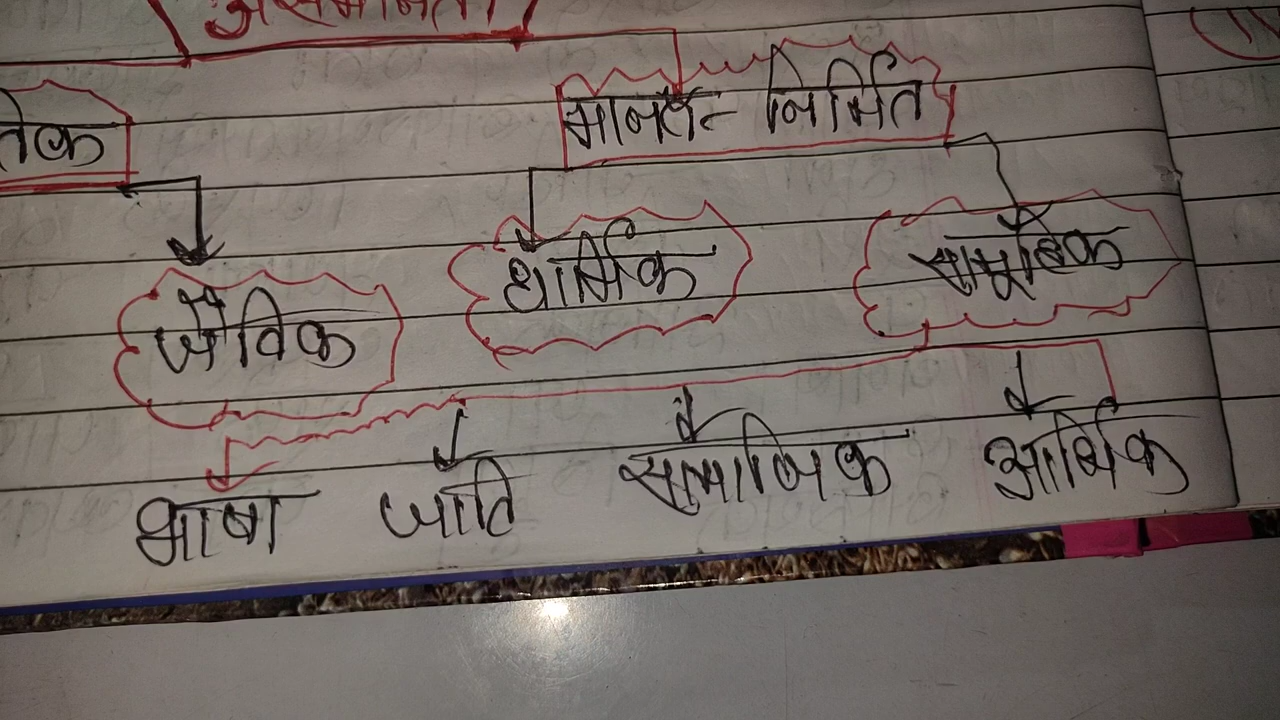 असमानता
मानव निर्मित
धार्मिक सामूहिक
जैविक
भाषा जाति सामाजिक आर्थिक